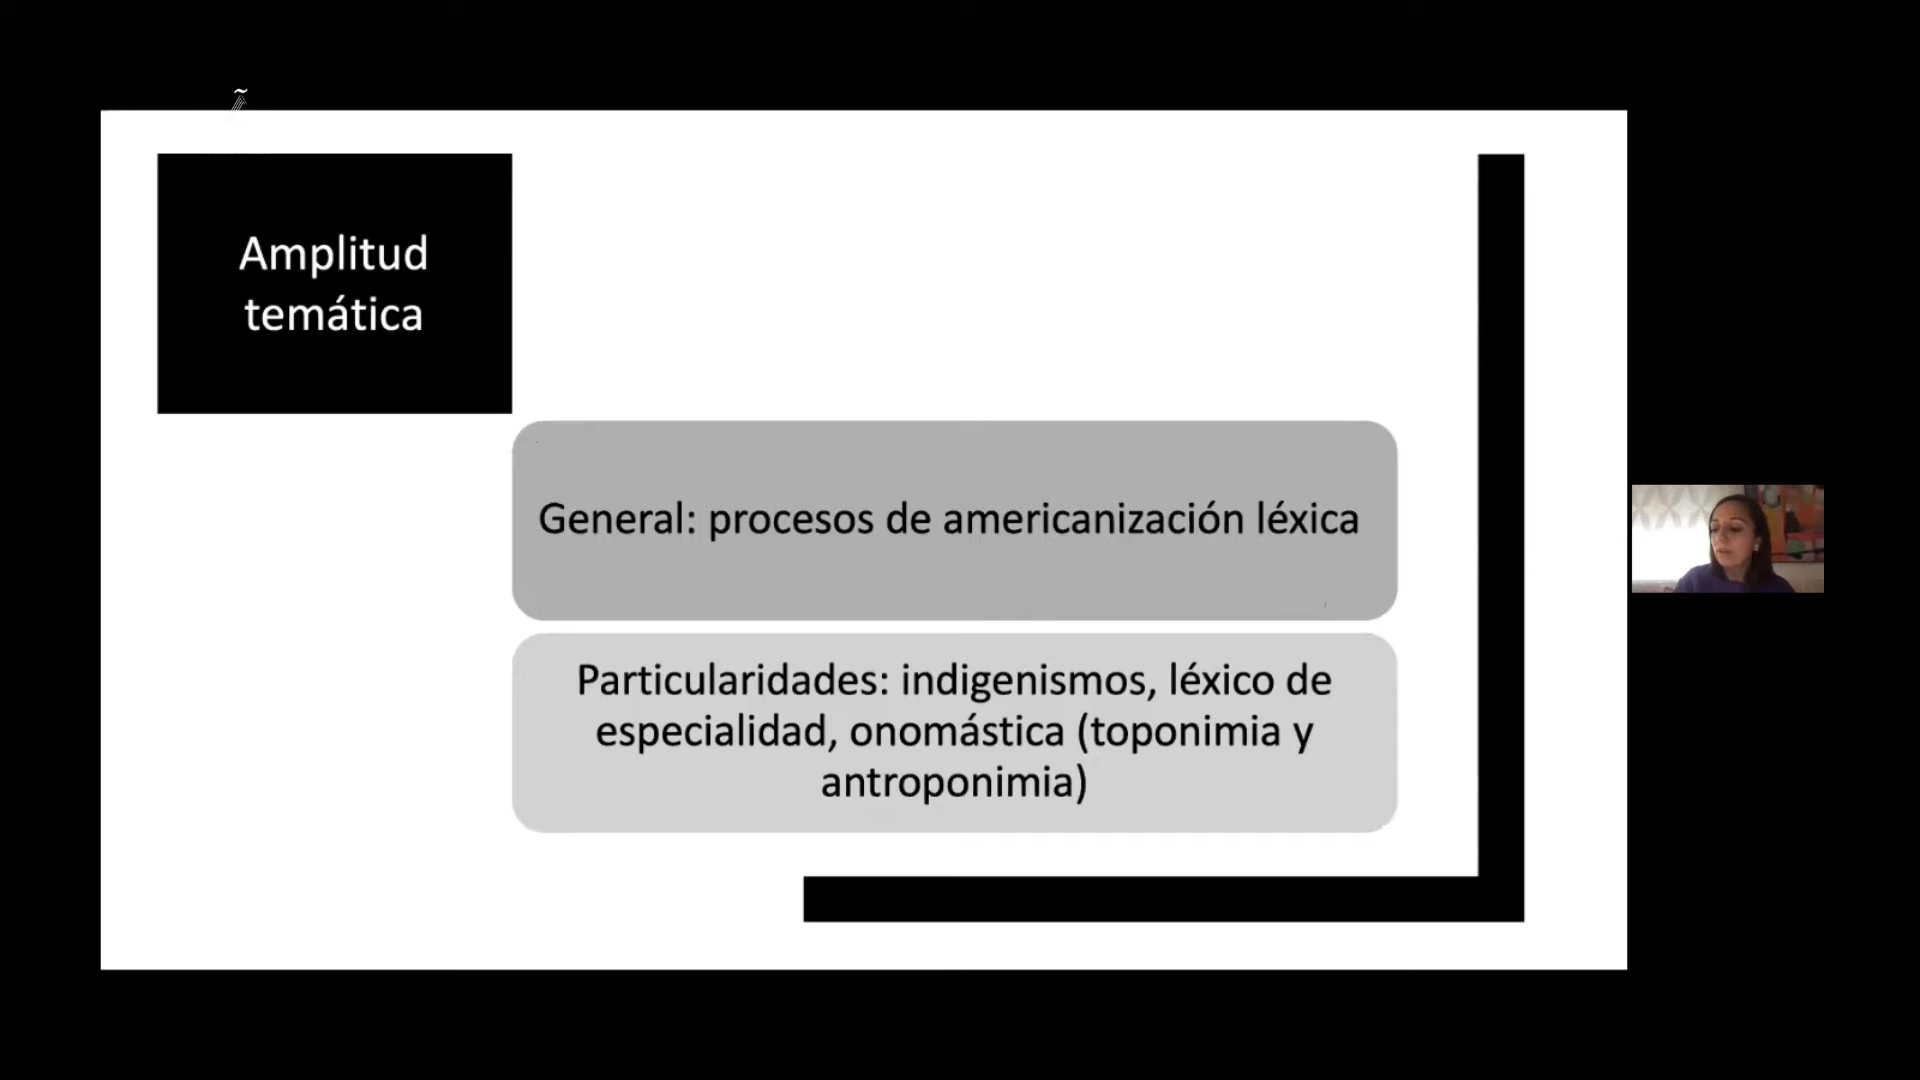 Amplitud
temática
General: procesos de americanización léxica
Particularidades: indigenismos, léxico de
especialidad, onomástica (toponimia y
antroponimia)